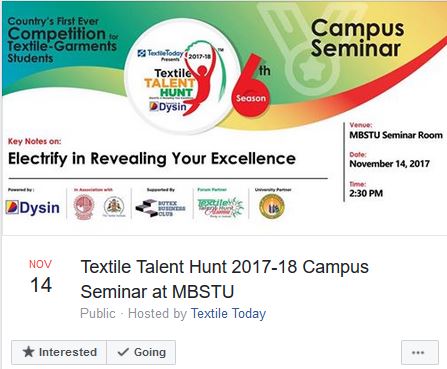 Country's First Ever
Competition for
Textile-Garments
Students
TextileToday
Presents
2017-18
Textile
TALENT
HUNT
Dysin
TM
6th
Season
Campus
Seminar
Key Notes on:
Electrify in Revealing Your Excellence
Venue:
MBSTU Seminar Room
Date:
November 14, 2017
Time:
2:30 PM
Powered by:
In Association with
Supported By
Forum Partner
University Partner
Dysin
BUTEX
BUSINESS
CLUB
Textile
Talent Hunt
NOV
14
Textile Talent Hunt 2017-18 Campus
Seminar at MBSTU
Public · Hosted by Textile Today
Interested
Going